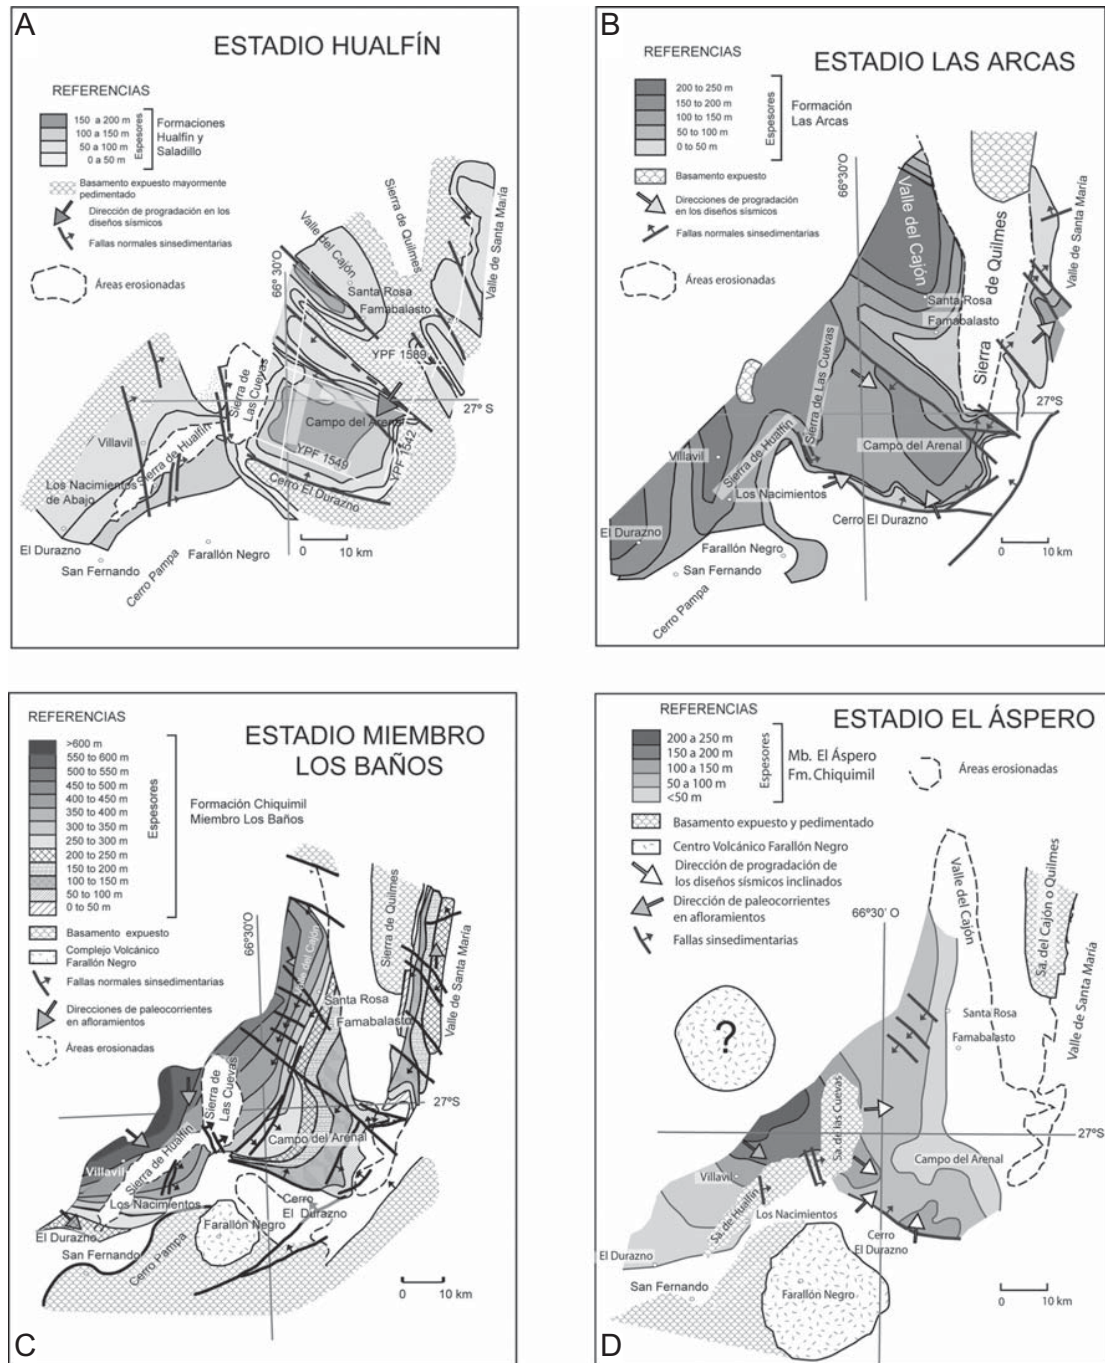 A
ESTADIO HUALFÍN
REFERENCIAS
150 a 200 m
100 a 150 m
50 a 100 m
0 a 50 m
Espesores
Formaciones
Hualfín y
Saladillo
Basamento expuesto mayormente
pedimentado
Dirección de progradación en los
diseños sísmicos
Fallas normales sinsedimentarias
Áreas erosionadas
66º 30'O
Valle del Cajón
Sierra de Quilmes
Valle de Santa María
Santa Rosa
Famabalasto
YPF 1589
27º S
Sierra de
Las Cuevas
Campo del Arenal
YPF 1542
YPF 1549
Villavil
Sierra de Hualfín
Los Nacimientos
de Abajo
Cerro El Durazno
El Durazno
San Fernando
Cerro Pampa
Farallón Negro
0 10 km
B
ESTADIO LAS ARCAS
REFERENCIAS
200 to 250 m
150 to 200 m
100 to 150 m
50 to 100 m
0 to 50 m
Espesores
Formación
Las Arcas
Basamento expuesto
Direcciones de progradación
en los diseños sísmicos
Fallas normales sinsedimentarias
Áreas erosionadas
66º30'O
Valle del Cajón
Sierra de Quilmes
Valle de Santa María
Santa Rosa
Famabalasto
27º S
Sierra de Las Cuevas
Campo del Arenal
Villavil
Sierra de Hualfín
Los Nacimientos
Cerro El Durazno
El Durazno
Farallón Negro
San Fernando
Cerro Pampa
0 10 km
C
ESTADIO MIEMBRO
LOS BAÑOS
REFERENCIAS
>600 m
550 to 600 m
500 to 550 m
450 to 500 m
400 to 450 m
350 to 400 m
300 to 350 m
250 to 300 m
200 to 250 m
150 to 200 m
100 to 150 m
50 to 100 m
0 to 50 m
Espesores
Formación Chiquimil
Miembro Los Baños
Basamento expuesto
Complejo Volcánico
Farallón Negro
Fallas normales sinsedimentarias
Direcciones de paleocorrientes
en afloramientos
Áreas erosionadas
66º30'O
Sierra de Quilmes
Valle de Santa María
Santa Rosa
Famabalasto
27ºS
Sierra de
Las Cuevas
Campo del Arenal
Villavil
Sierra de Hualfín
Los Nacimientos
Cerro
El Durazno
Farallón Negro
El Durazno
San Fernando
Cerro Pampa
0 10 km
D
ESTADIO EL ÁSPERO
REFERENCIAS
200 a 250 m
150 a 200 m
100 a 150 m
50 a 100 m
<50 m
Espesores
Mb. El Áspero
Fm. Chiquimil
Áreas erosionadas
Basamento expuesto y pedimentado
Centro Volcánico Farallón Negro
Dirección de progradación de
los diseños sísmicos inclinados
Dirección de paleocorrientes
en afloramientos
Fallas sinsedimentarias
66º30' O
Valle del Cajón
Sa. del Cajón o Quilmes
Valle de Santa María
Santa Rosa
Famabalasto
?
27ºS
Sa. de las Cuevas
Campo del Arenal
Villavil
Sa. de Hualfín
Los Nacimientos
Cerro
El Durazno
El Durazno
San Fernando
Farallón Negro
0 10 km